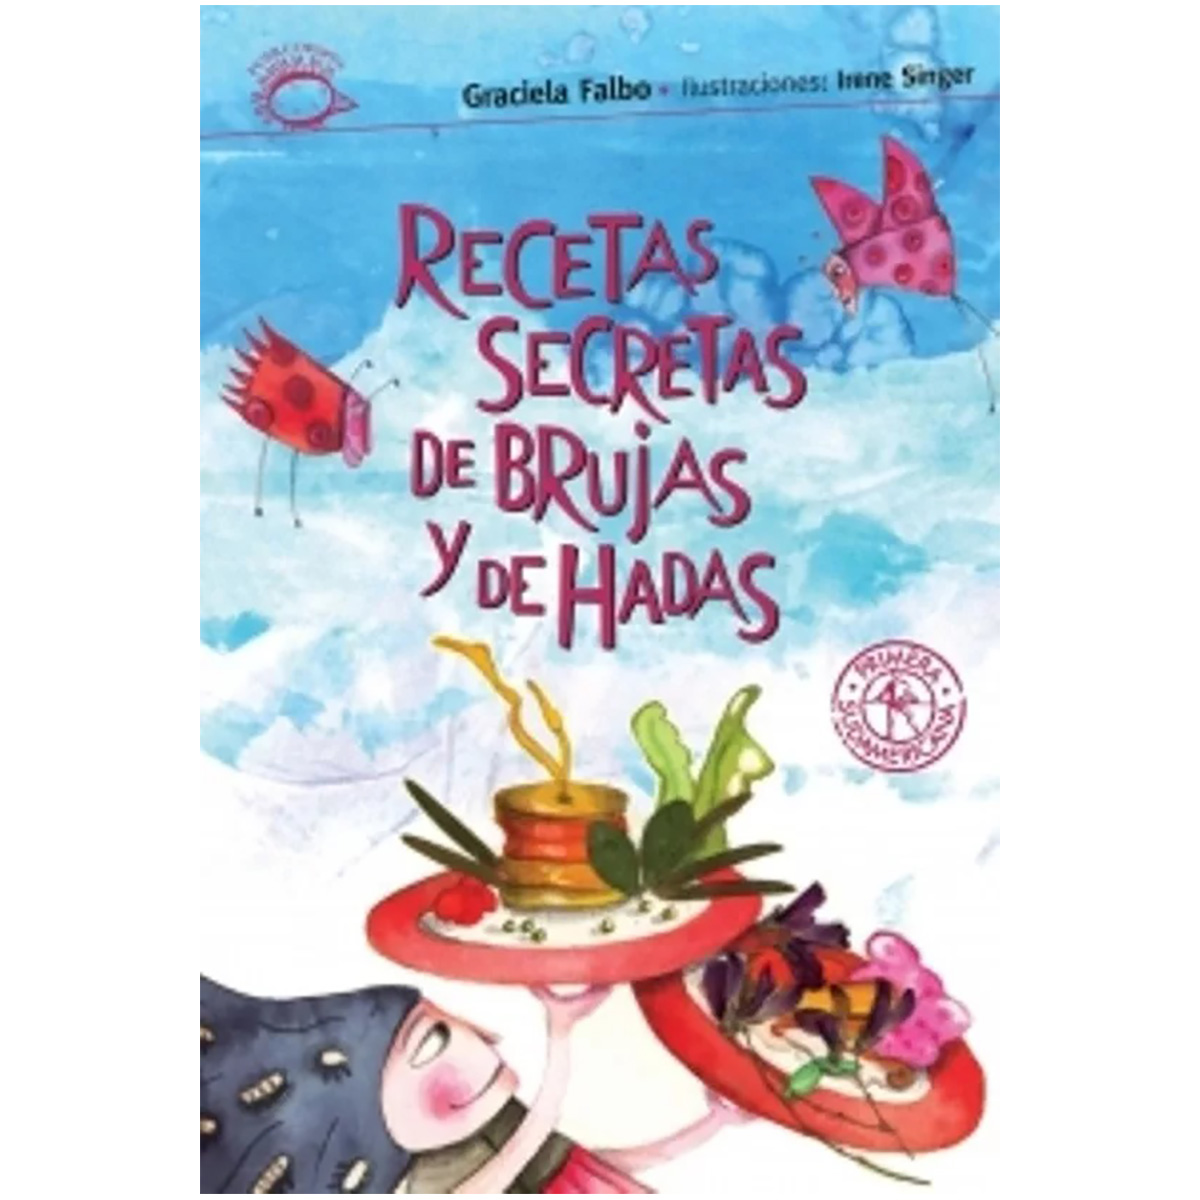 Graciela Falbo • Ilustraciones: Irene Singer
RECETAS
SECRETAS
DE BRUJAS
y DE HADAS
PRIMERA
SUDAMERICANA